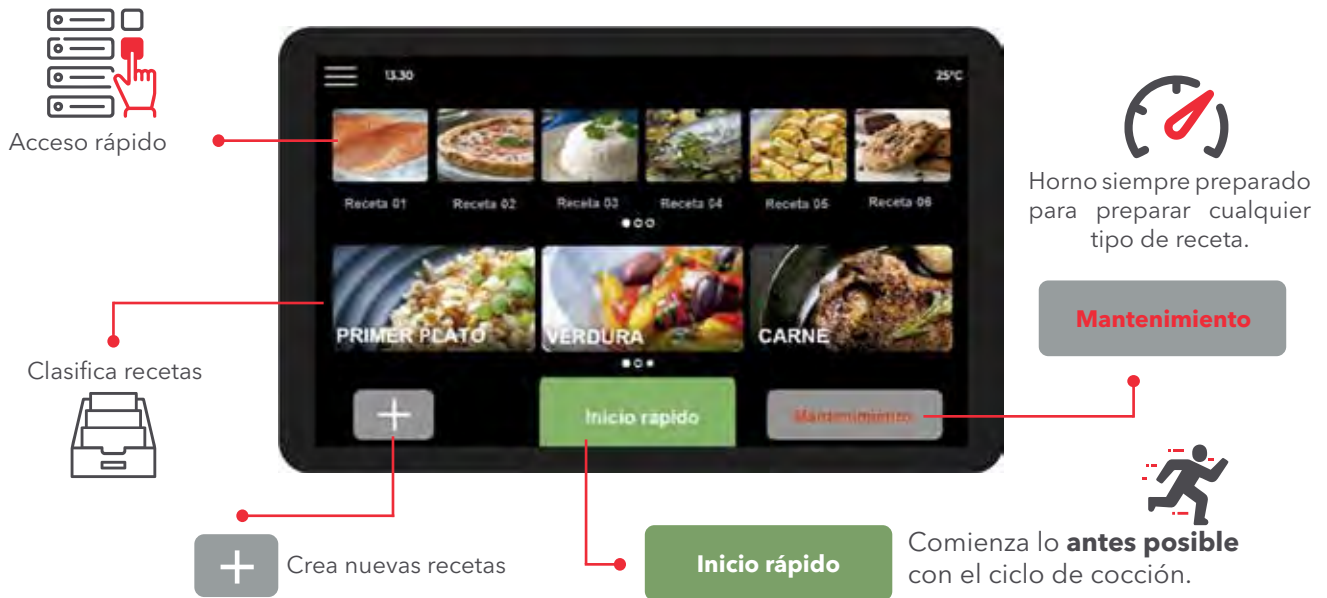 Acceso rápido
13.30
25°C
Receta 01
Receta 02
Receta 03
Receta 04
Receta 05
Receta 06
PRIMER PLATO
VERDURA
CARNE
Inicio rápido
Mantenimiento
Horno siempre preparado
para preparar cualquier
tipo de receta.
Mantenimiento
Clasifica recetas
Crea nuevas recetas
Inicio rápido
Comienza lo antes posible
con el ciclo de cocción.